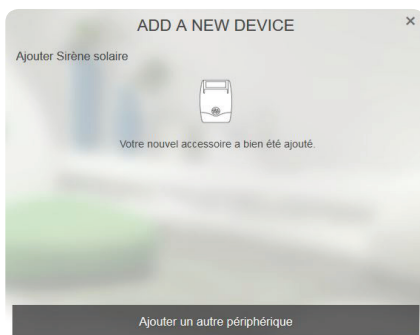 ADD A NEW DEVICE ×
Ajouter Sirène solaire
Votre nouvel accessoire a bien été ajouté.
Ajouter un autre périphérique